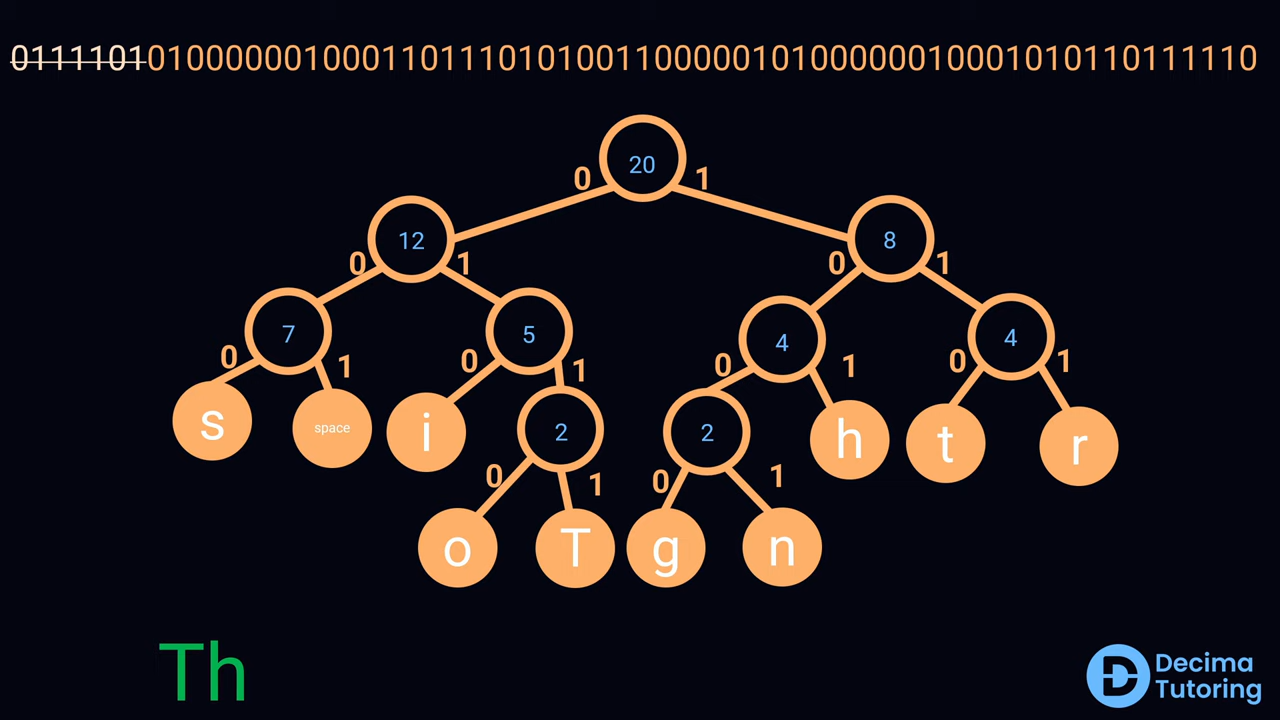 0111101010000001000110111010100110000010100000010001010110111110
20
0 1
12 8
0 1 0 1
7 5 4 4
0 1 0 1 0 1 0 1
s space i 2 2 h t r
0 1 0 1
o T g n
Th
Decima
Tutoring